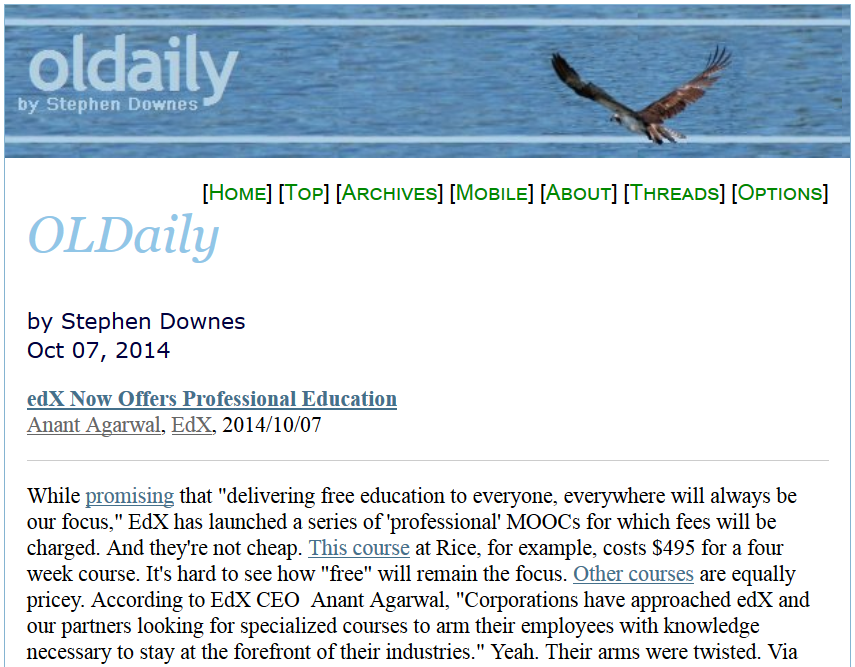 oldaily
by Stephen Downes
[Home] [Top] [Archives] [Mobile] [About] [Threads] [Options]
OLDaily
by Stephen Downes
Oct 07, 2014
edX Now Offers Professional Education
Anant Agarwal, EdX, 2014/10/07
While promising that "delivering free education to everyone, everywhere will always be
our focus," EdX has launched a series of 'professional' MOOCs for which fees will be
charged. And they're not cheap. This course at Rice, for example, costs $495 for a four
week course. It's hard to see how "free" will remain the focus. Other courses are equally
pricey. According to EdX CEO  Anant Agarwal, "Corporations have approached edX and
our partners looking for specialized courses to arm their employees with knowledge
necessary to stay at the forefront of their industries." Yeah. Their arms were twisted. Via